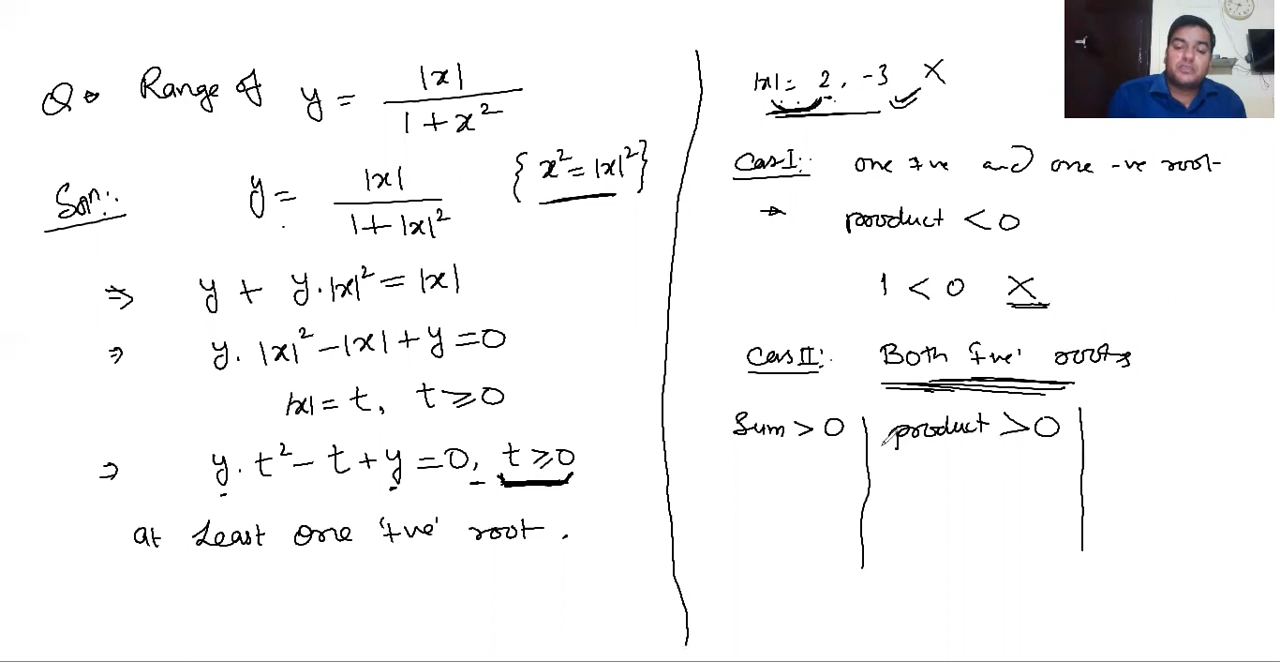 Q. Range of y = |x| / 1 + x²
Soln:. y = |x| / 1 + |x|² { x² = |x|² }
⇒ y + y.|x|² = |x|
⇒ y. |x|² − |x| + y = 0
|x| = t, t ≥ 0
⇒ y. t² − t + y = 0, t ≥ 0
at least one '+ve' root.
|x| = 2, -3 ✓ X
Case I:. one +ve and one -ve root
→ product < 0
1 < 0 X
Case II:. Both '+ve' roots
Sum > 0 | product > 0 |